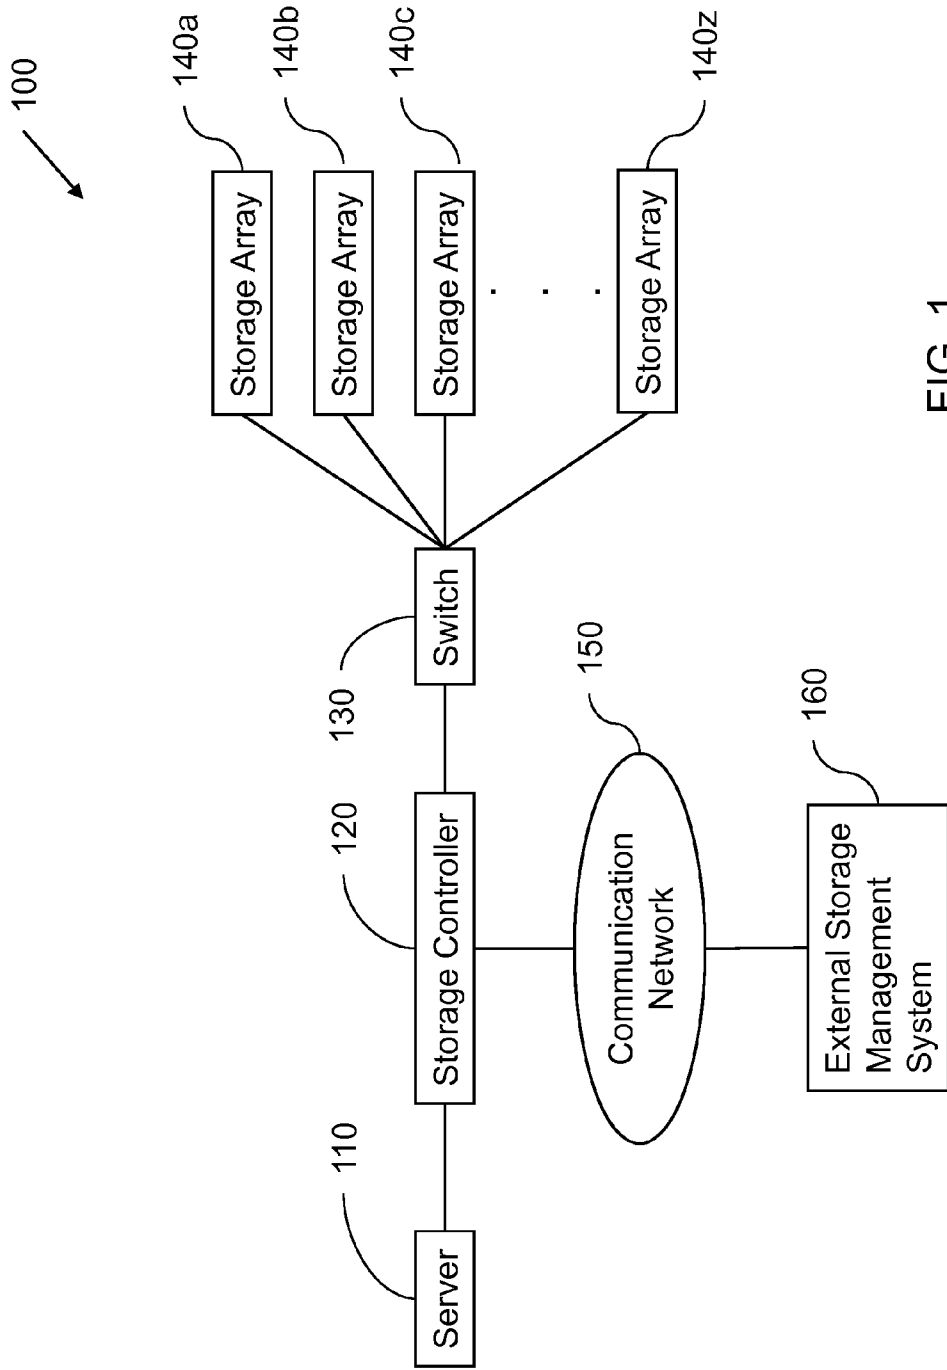 100
140a
140b
140c
140z
Storage Array
Storage Array
Storage Array
. . .
Storage Array
130
Switch
120
Storage Controller
110
Server
150
Communication
Network
160
External Storage
Management
System
FIG. 1